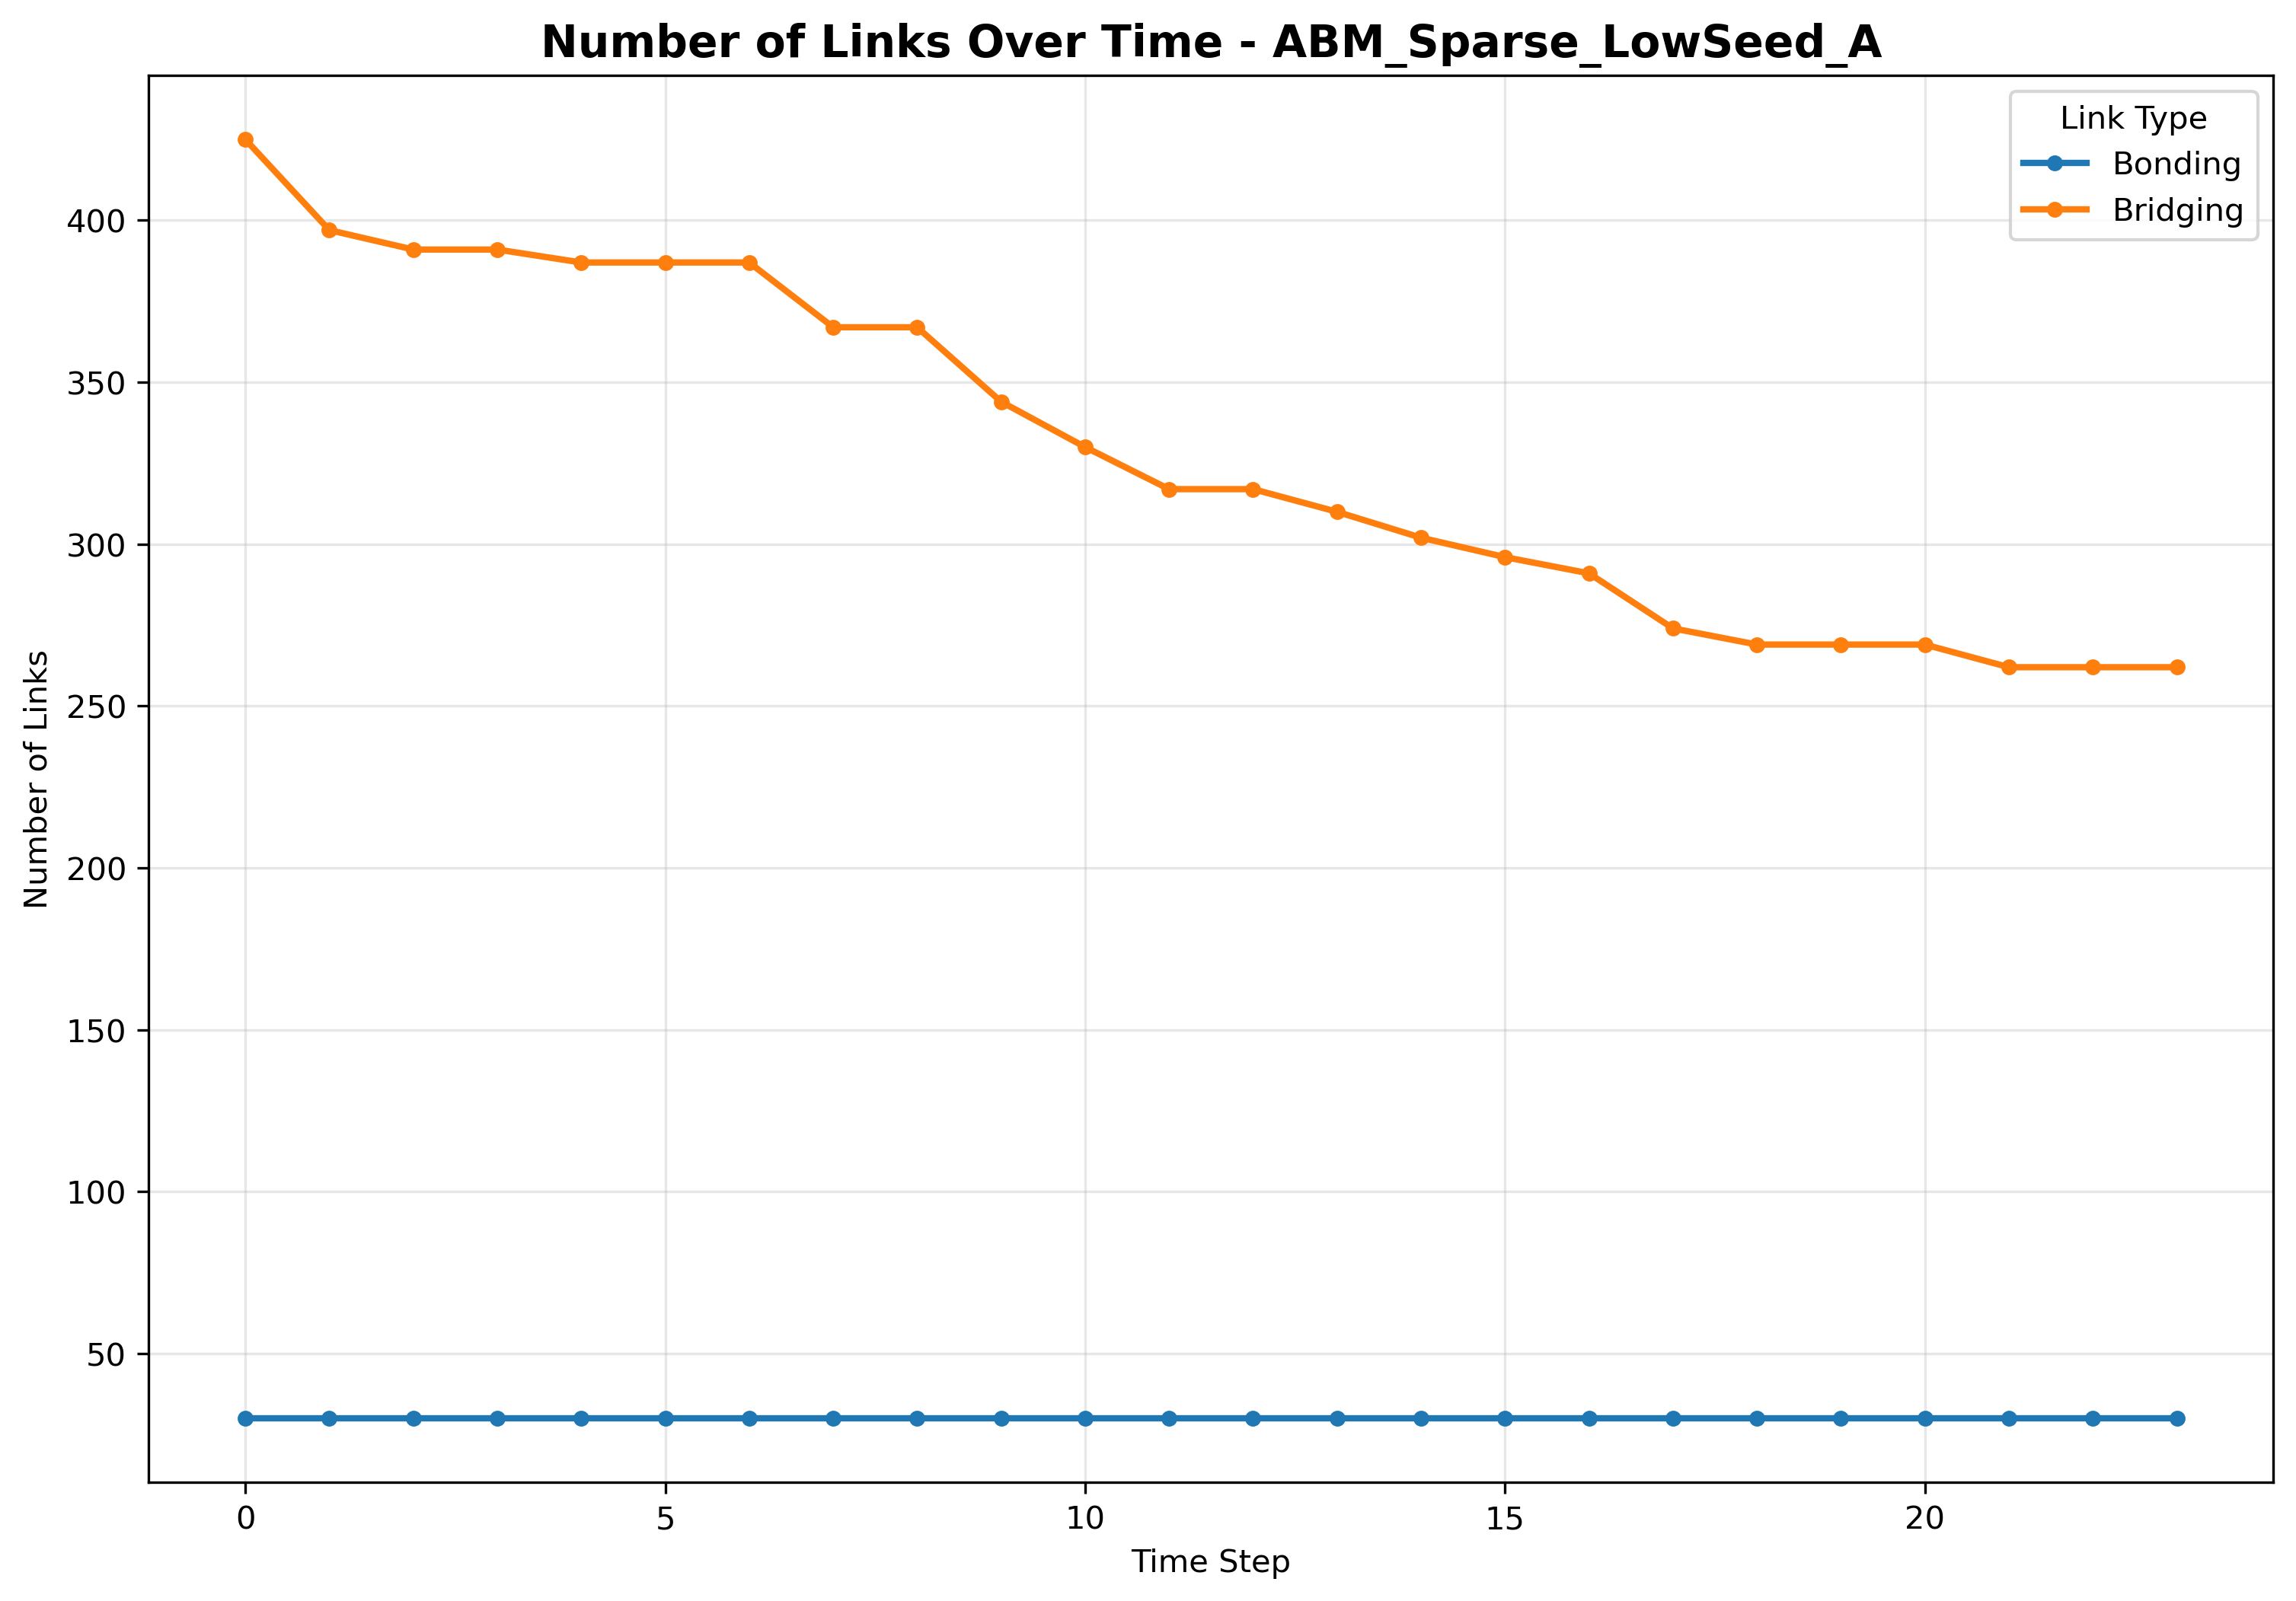 Number of Links Over Time - ABM_Sparse_LowSeed_A
Link Type
Bonding
Bridging
400
350
300
250
200
150
100
50
Number of Links
0 5 10 15 20
Time Step